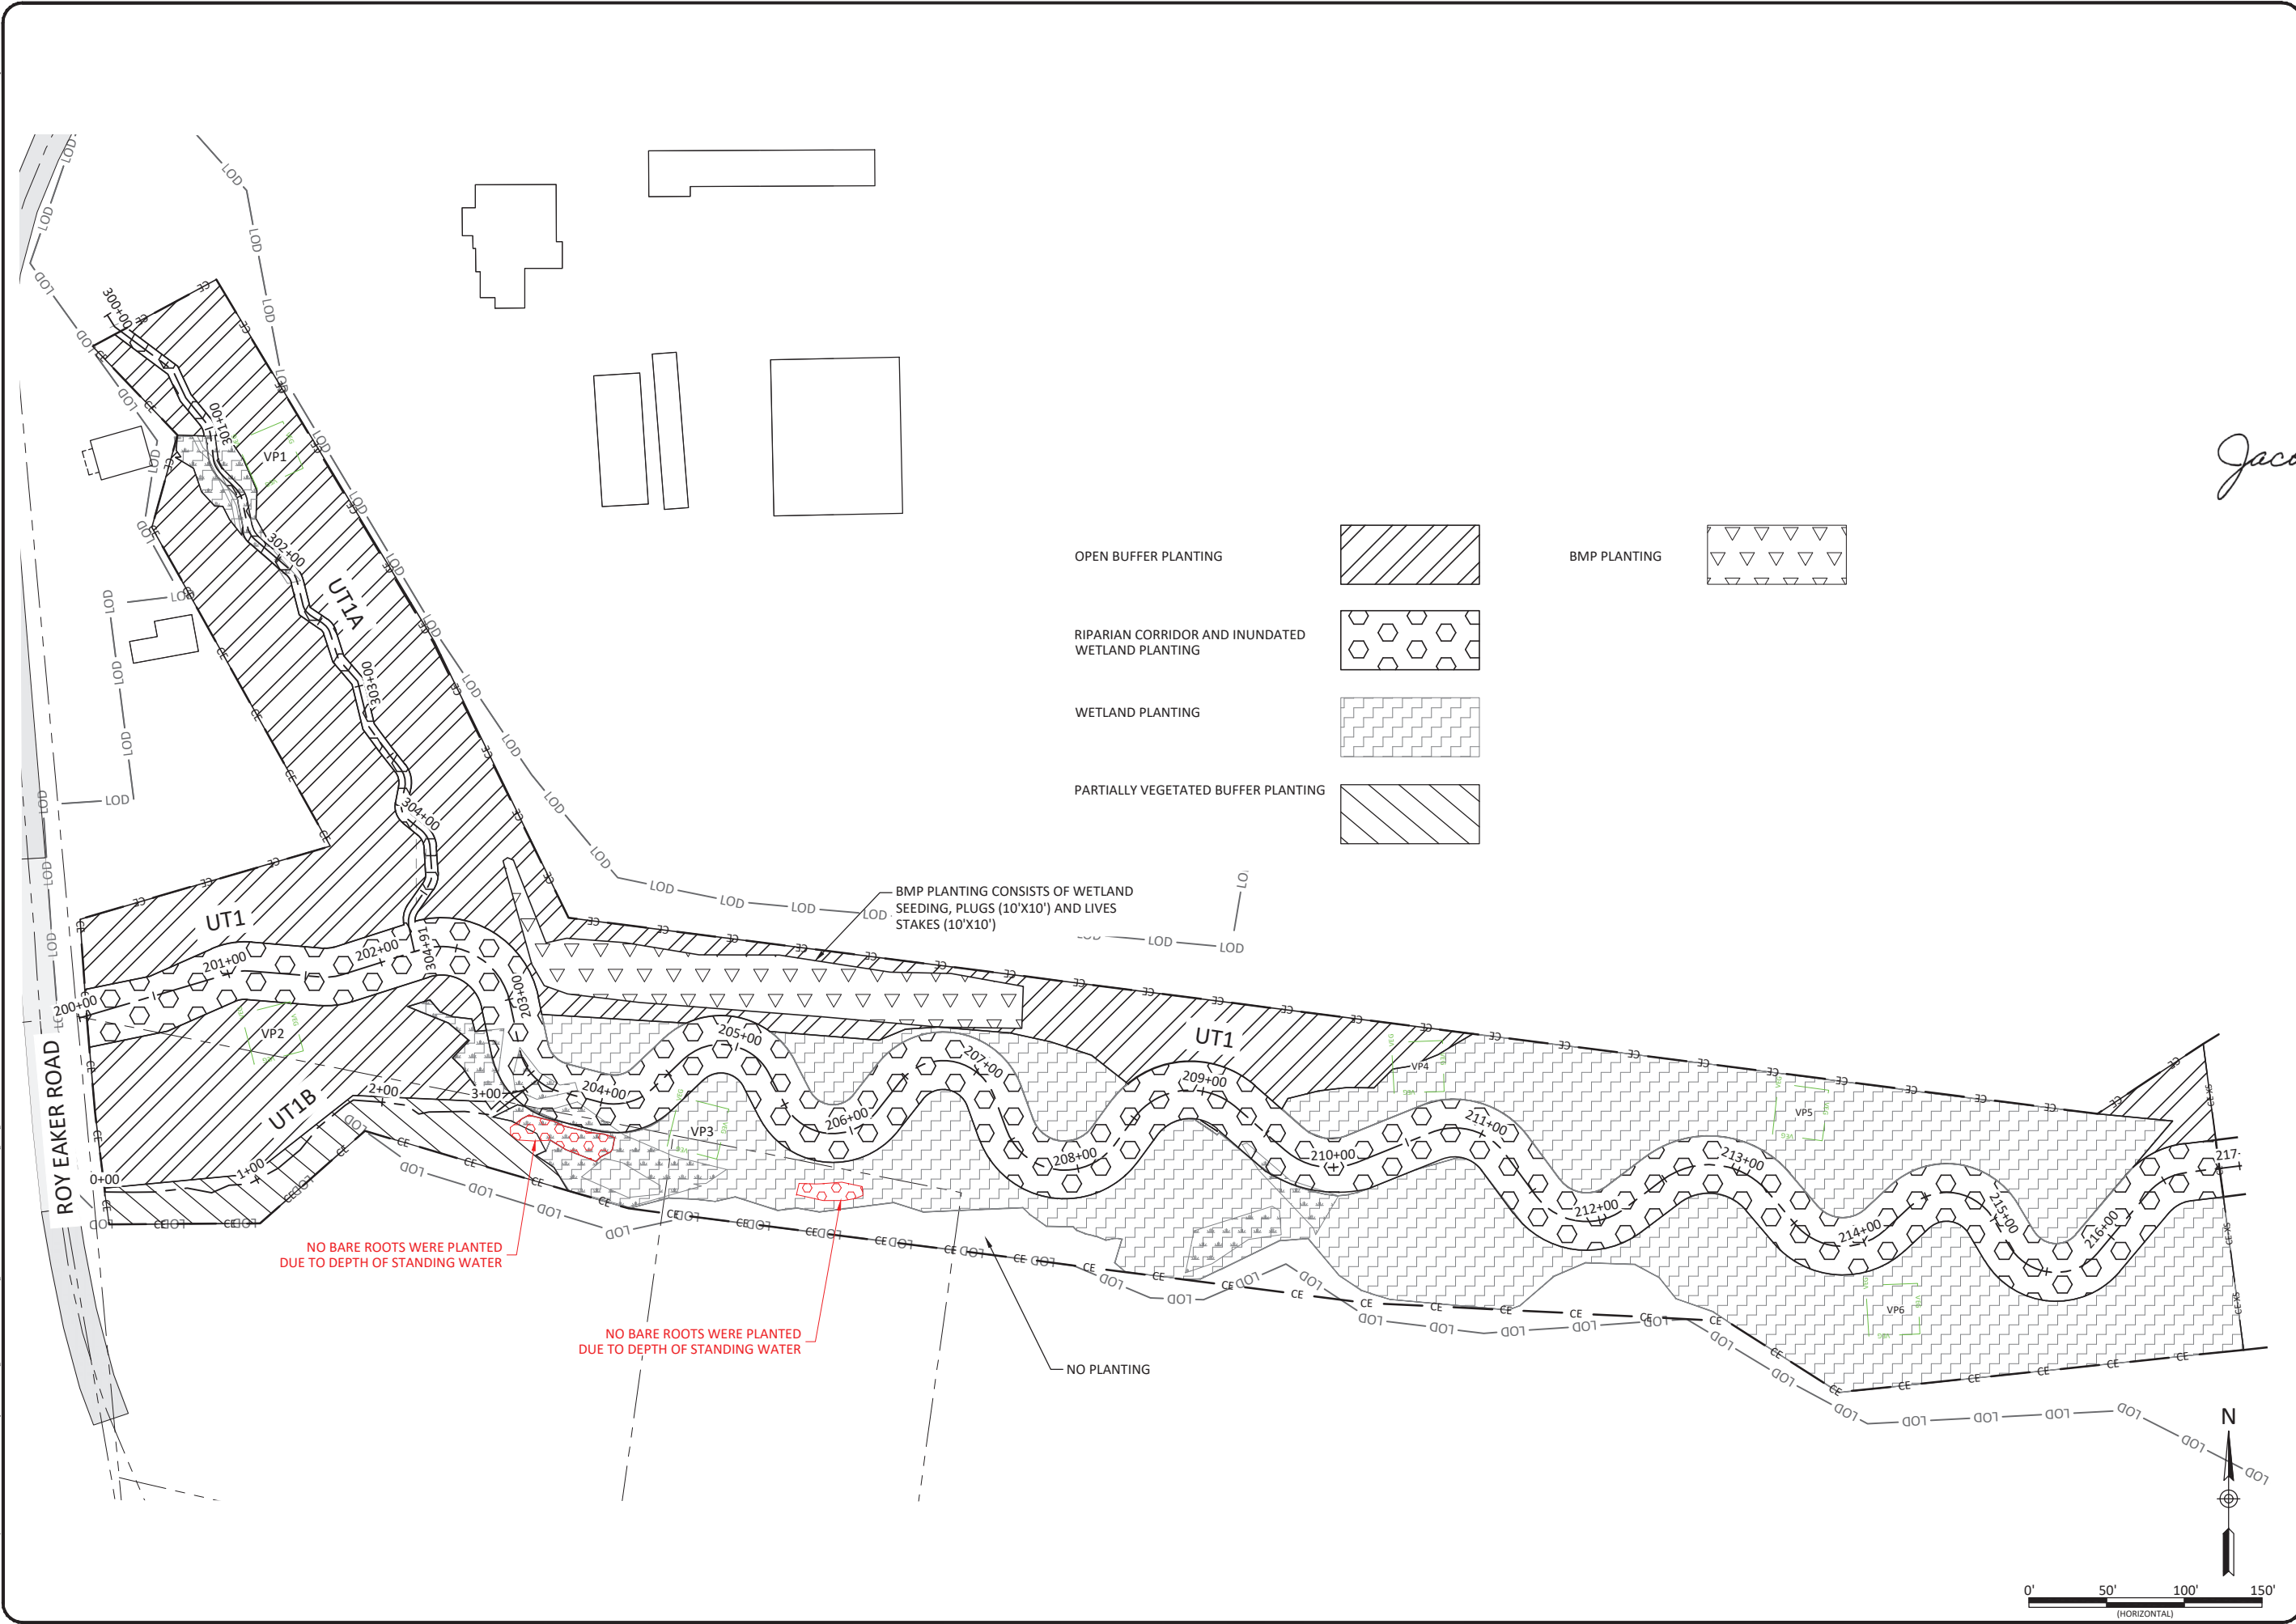 300+00
301+00
VP1
302+00
UT1A
303+00
304+00
304+91
OPEN BUFFER PLANTING
BMP PLANTING
RIPARIAN CORRIDOR AND INUNDATED
WETLAND PLANTING
WETLAND PLANTING
PARTIALLY VEGETATED BUFFER PLANTING
BMP PLANTING CONSISTS OF WETLAND
SEEDING, PLUGS (10'X10') AND LIVES
STAKES (10'X10')
LOD
CE
VEG
UT1
200+00
201+00
202+00
203+00
204+00
205+00
206+00
207+00
208+00
UT1
209+00
210+00
211+00
212+00
213+00
214+00
215+00
216+00
217-
VP2
VP3
VP4
VP5
VP6
UT1B
0+00
1+00
2+00
3+00
ROY EAKER ROAD
NO BARE ROOTS WERE PLANTED
DUE TO DEPTH OF STANDING WATER
NO BARE ROOTS WERE PLANTED
DUE TO DEPTH OF STANDING WATER
NO PLANTING
N
0' 50' 100' 150'
(HORIZONTAL)